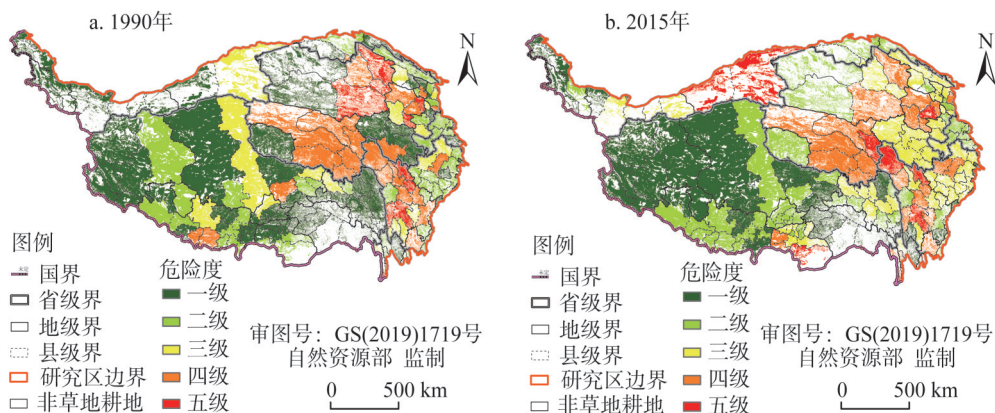 a. 1990年
N
图例
国界
省级界
地级界
县级界
研究区边界
非草地耕地
危险度
一级
二级
三级
四级
五级
审图号：GS(2019)1719号
自然资源部 监制
0 500 km
b. 2015年
N
图例
国界
省级界
地级界
县级界
研究区边界
非草地耕地
危险度
一级
二级
三级
四级
五级
审图号：GS(2019)1719号
自然资源部 监制
0 500 km